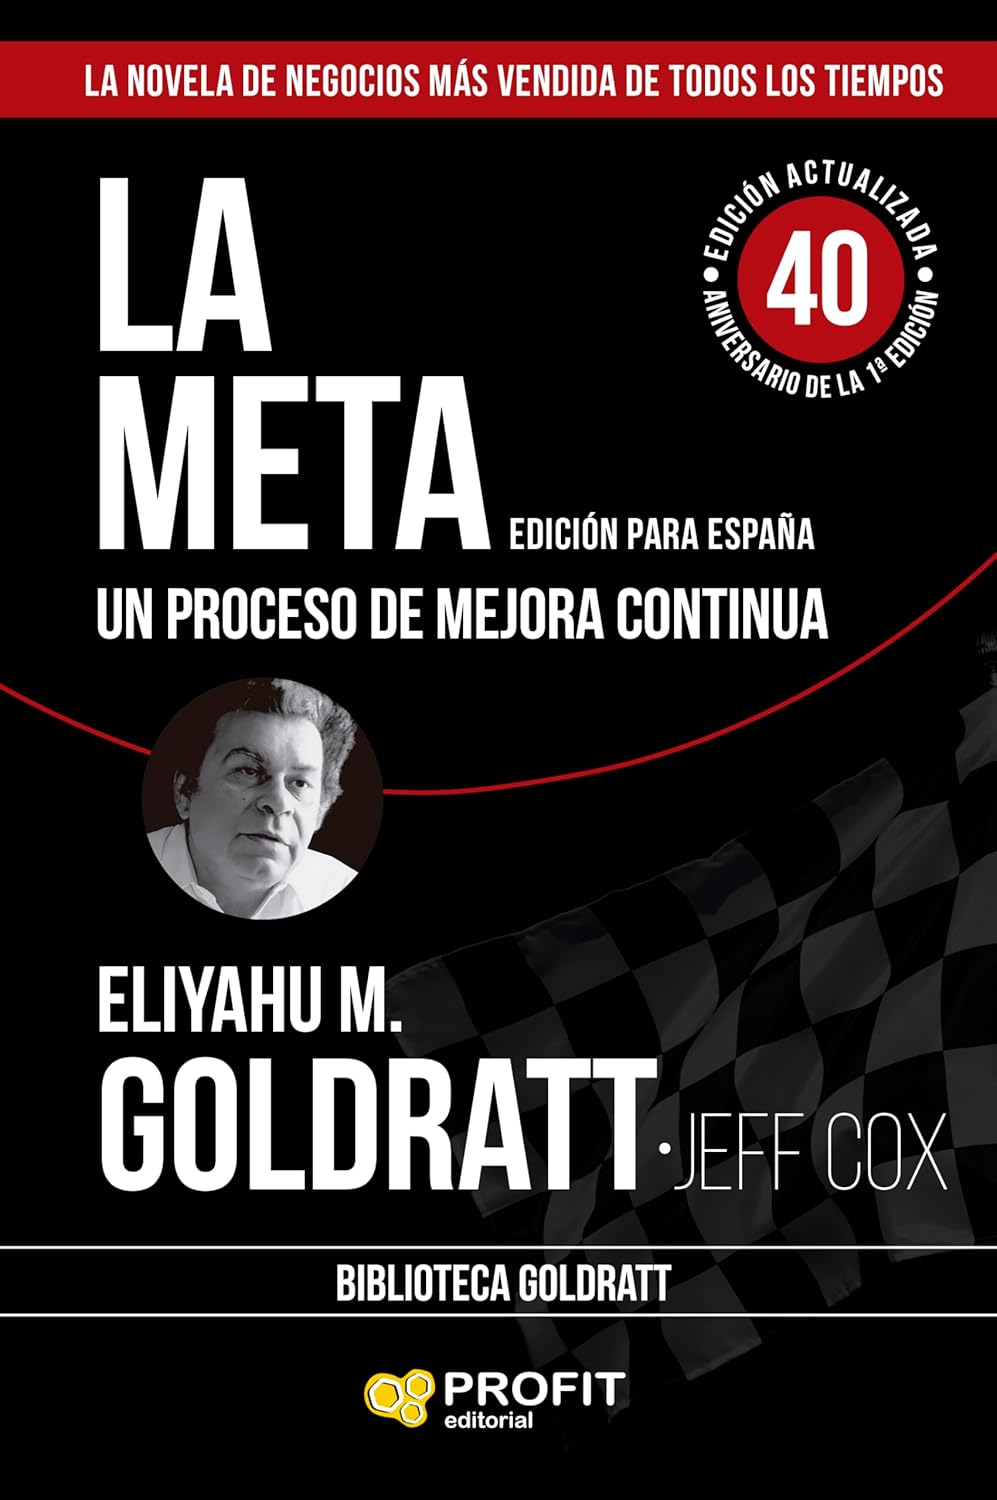 LA NOVELA DE NEGOCIOS MÁS VENDIDA DE TODOS LOS TIEMPOS
LA
META
EDICIÓN PARA ESPAÑA
UN PROCESO DE MEJORA CONTINUA
EDICIÓN ACTUALIZADA
40
ANIVERSARIO DE LA 1ª EDICIÓN
ELIYAHU M.
GOLDRATT · JEFF COX
BIBLIOTECA GOLDRATT
PROFIT
editorial